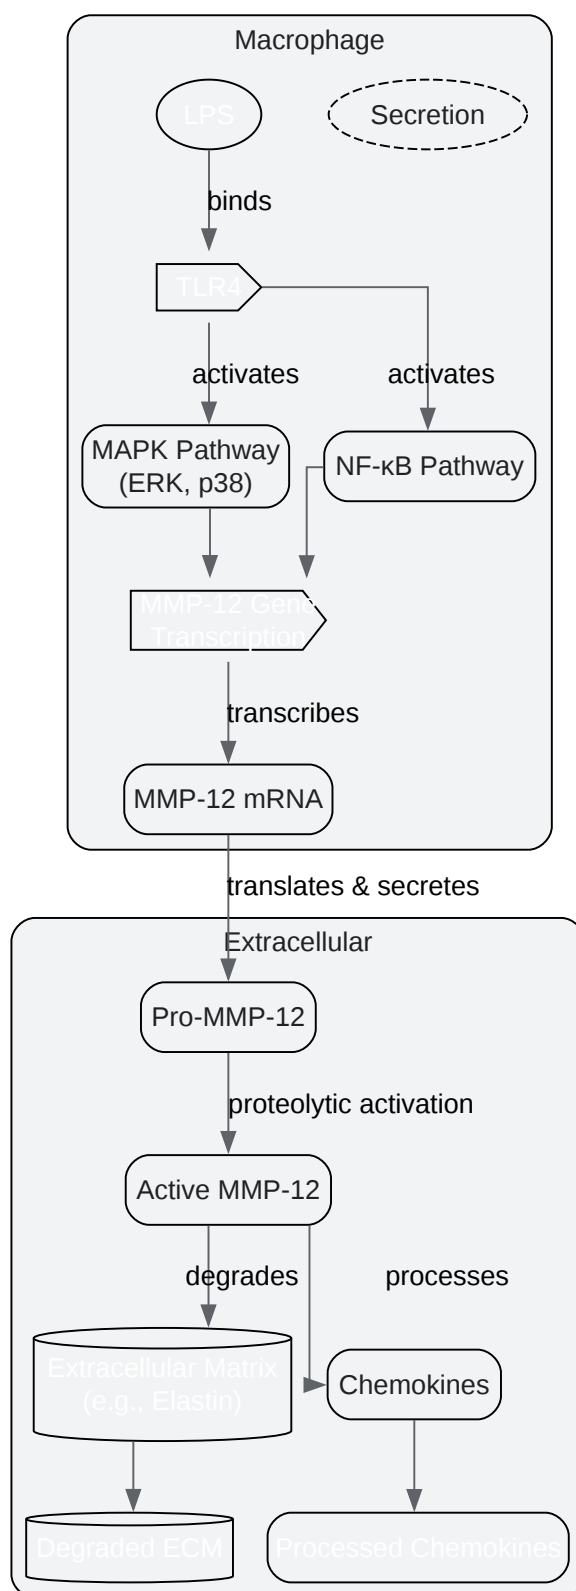 Macrophage
LPS
Secretion
binds
TLR4
activates
activates
MAPK Pathway
(ERK, p38)
NF-κB Pathway
MMP-12 Gene
Transcription
transcribes
MMP-12 mRNA
translates & secretes
Extracellular
Pro-MMP-12
proteolytic activation
Active MMP-12
degrades
processes
Extracellular Matrix
(e.g., Elastin)
Chemokines
Degraded ECM
Processed Chemokines